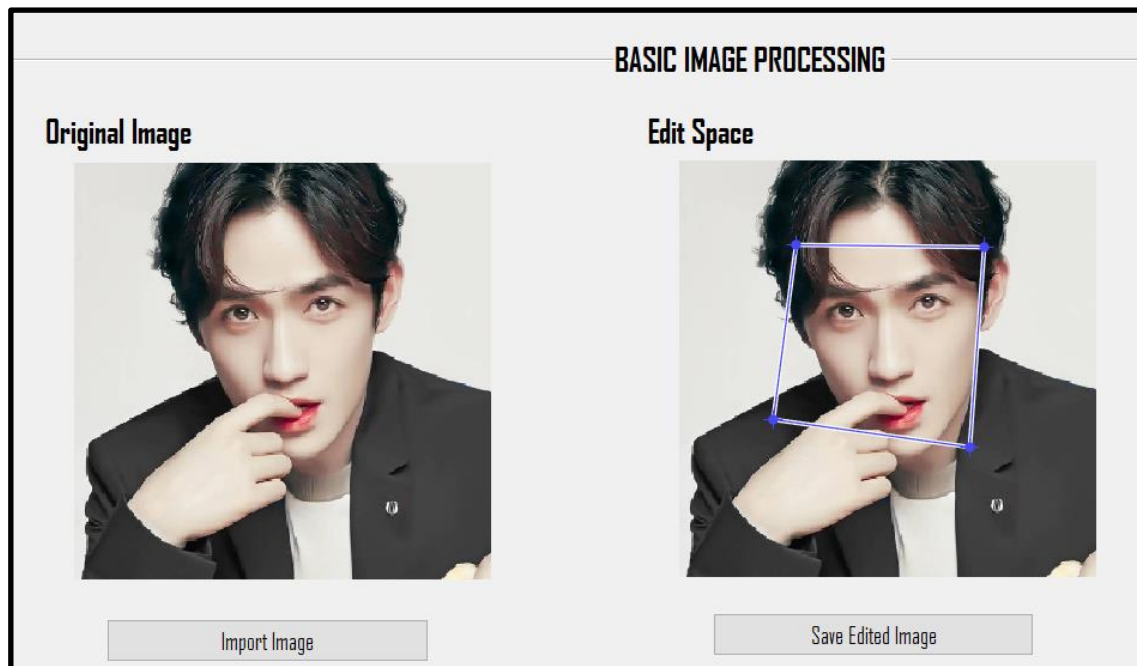 BASIC IMAGE PROCESSING
Original Image
Edit Space
Import Image
Save Edited Image